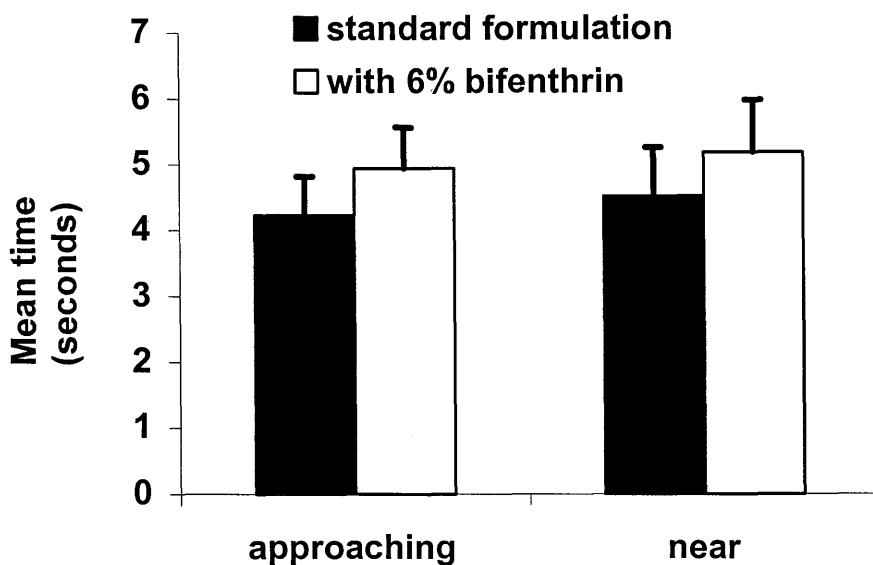 standard formulation
with 6% bifenthrin
7
6
5
4
3
2
1
0
Mean time
(seconds)
approaching
near